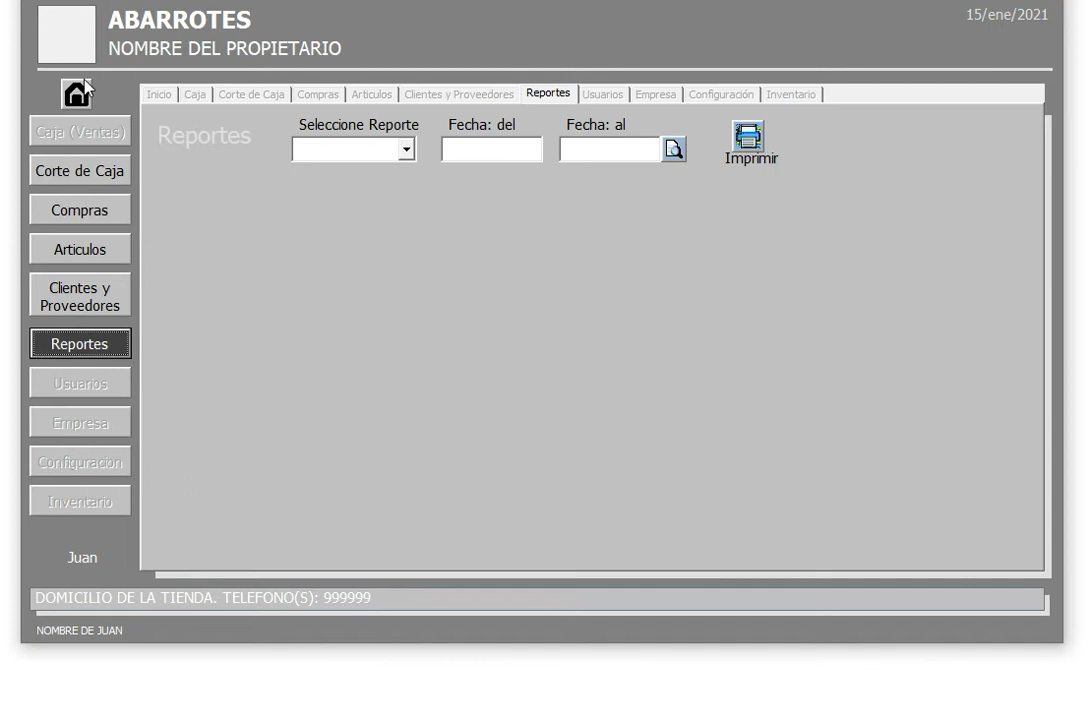 ABARROTES
15/ene/2021
NOMBRE DEL PROPIETARIO
Inicio Caja Corte de Caja Compras Articulos Clientes y Proveedores Reportes Usuarios Empresa Configuración Inventario
Caja (Ventas)
Corte de Caja
Compras
Articulos
Clientes y
Proveedores
Reportes
Usuarios
Empresa
Configuracion
Inventario
Juan
Reportes
Seleccione Reporte
Fecha: del
Fecha: al
Imprimir
DOMICILIO DE LA TIENDA. TELEFONO(S): 999999
NOMBRE DE JUAN